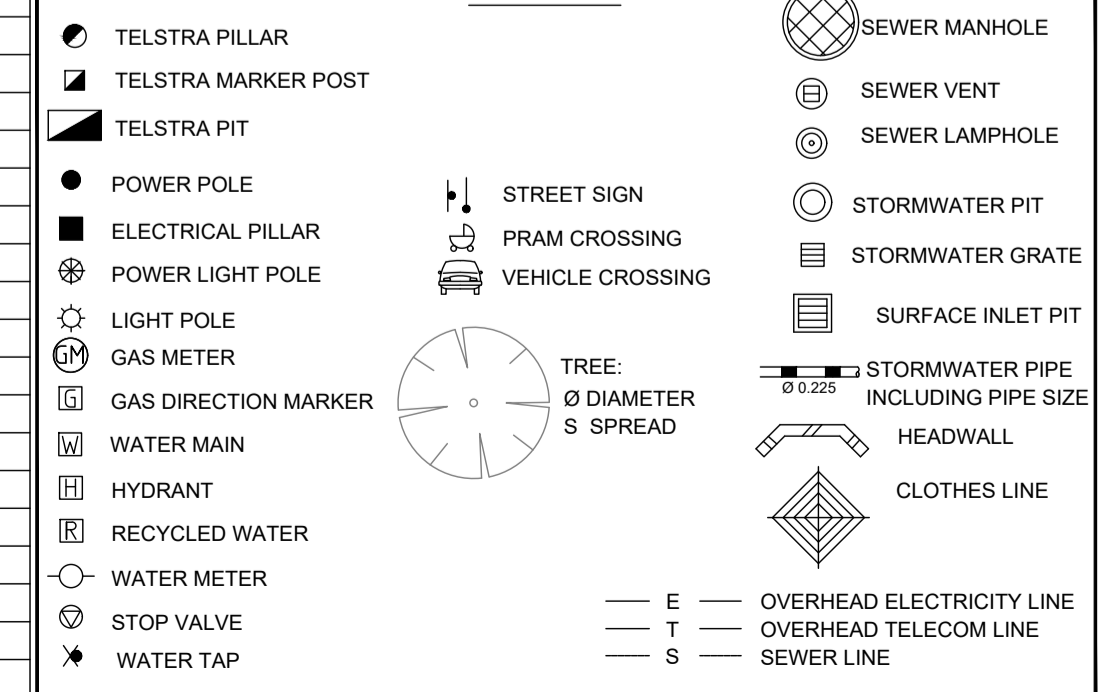 TELSTRA PILLAR
TELSTRA MARKER POST
TELSTRA PIT
POWER POLE
ELECTRICAL PILLAR
POWER LIGHT POLE
LIGHT POLE
GM GAS METER
G GAS DIRECTION MARKER
W WATER MAIN
H HYDRANT
R RECYCLED WATER
WATER METER
STOP VALVE
WATER TAP
STREET SIGN
PRAM CROSSING
VEHICLE CROSSING
TREE:
Ø DIAMETER
S SPREAD
SEWER MANHOLE
SEWER VENT
SEWER LAMPHOLE
STORMWATER PIT
STORMWATER GRATE
SURFACE INLET PIT
STORMWATER PIPE
Ø 0.225
INCLUDING PIPE SIZE
HEADWALL
CLOTHES LINE
E OVERHEAD ELECTRICITY LINE
T OVERHEAD TELECOM LINE
S SEWER LINE